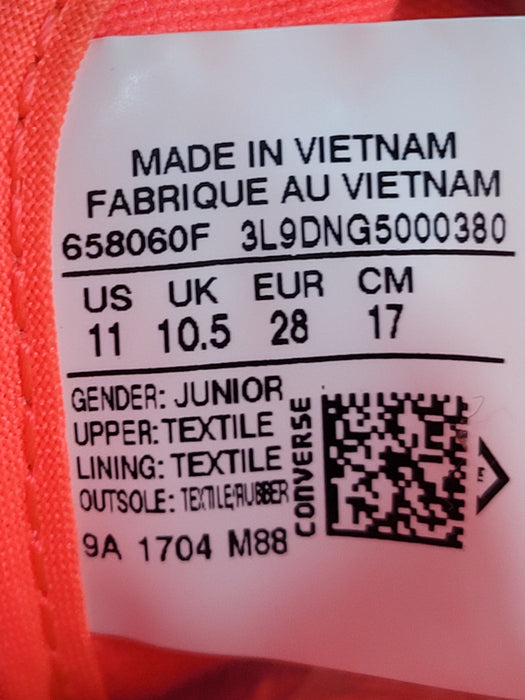 MADE IN VIETNAM
FABRIQUE AU VIETNAM
658060F 3L9DNG5000380
US UK EUR CM
11 10.5 28 17
GENDER: JUNIOR
UPPER: TEXTILE
LINING: TEXTILE
OUTSOLE: TEXTILE/RUBBER
9A 1704 M88
CONVERSE
E